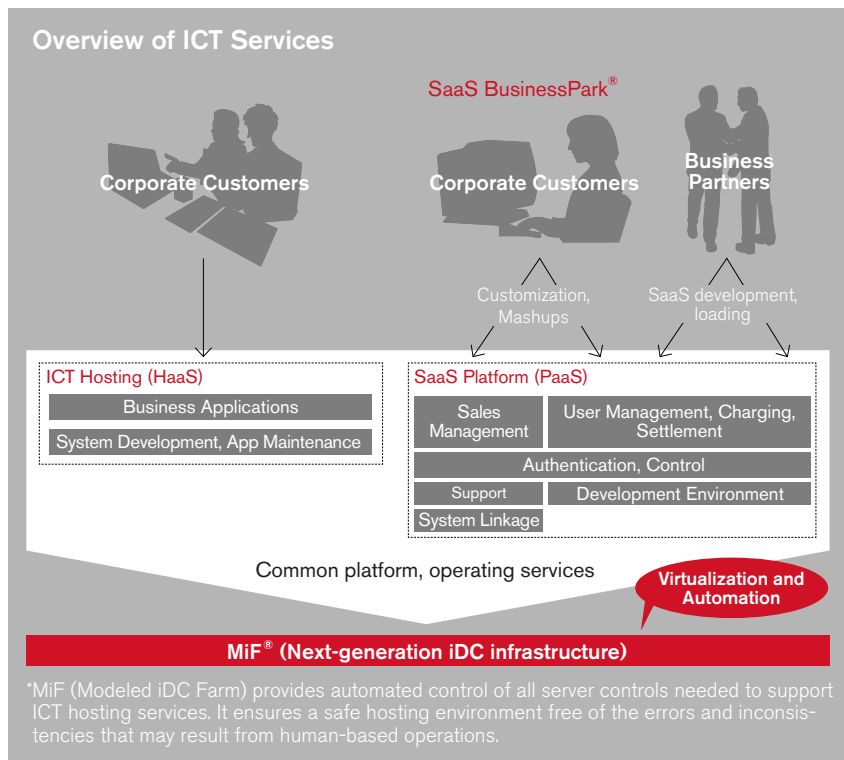 Overview of ICT Services
SaaS BusinessPark®
Corporate Customers
Corporate Customers
Business
Partners
Customization,
Mashups
SaaS development,
loading
ICT Hosting (HaaS)
Business Applications
System Development, App Maintenance
SaaS Platform (PaaS)
Sales
Management
User Management, Charging,
Settlement
Authentication, Control
Support
Development Environment
System Linkage
Common platform, operating services
Virtualization and
Automation
MiF® (Next-generation iDC infrastructure)
*MiF (Modeled iDC Farm) provides automated control of all server controls needed to support
ICT hosting services. It ensures a safe hosting environment free of the errors and inconsis-
tencies that may result from human-based operations.